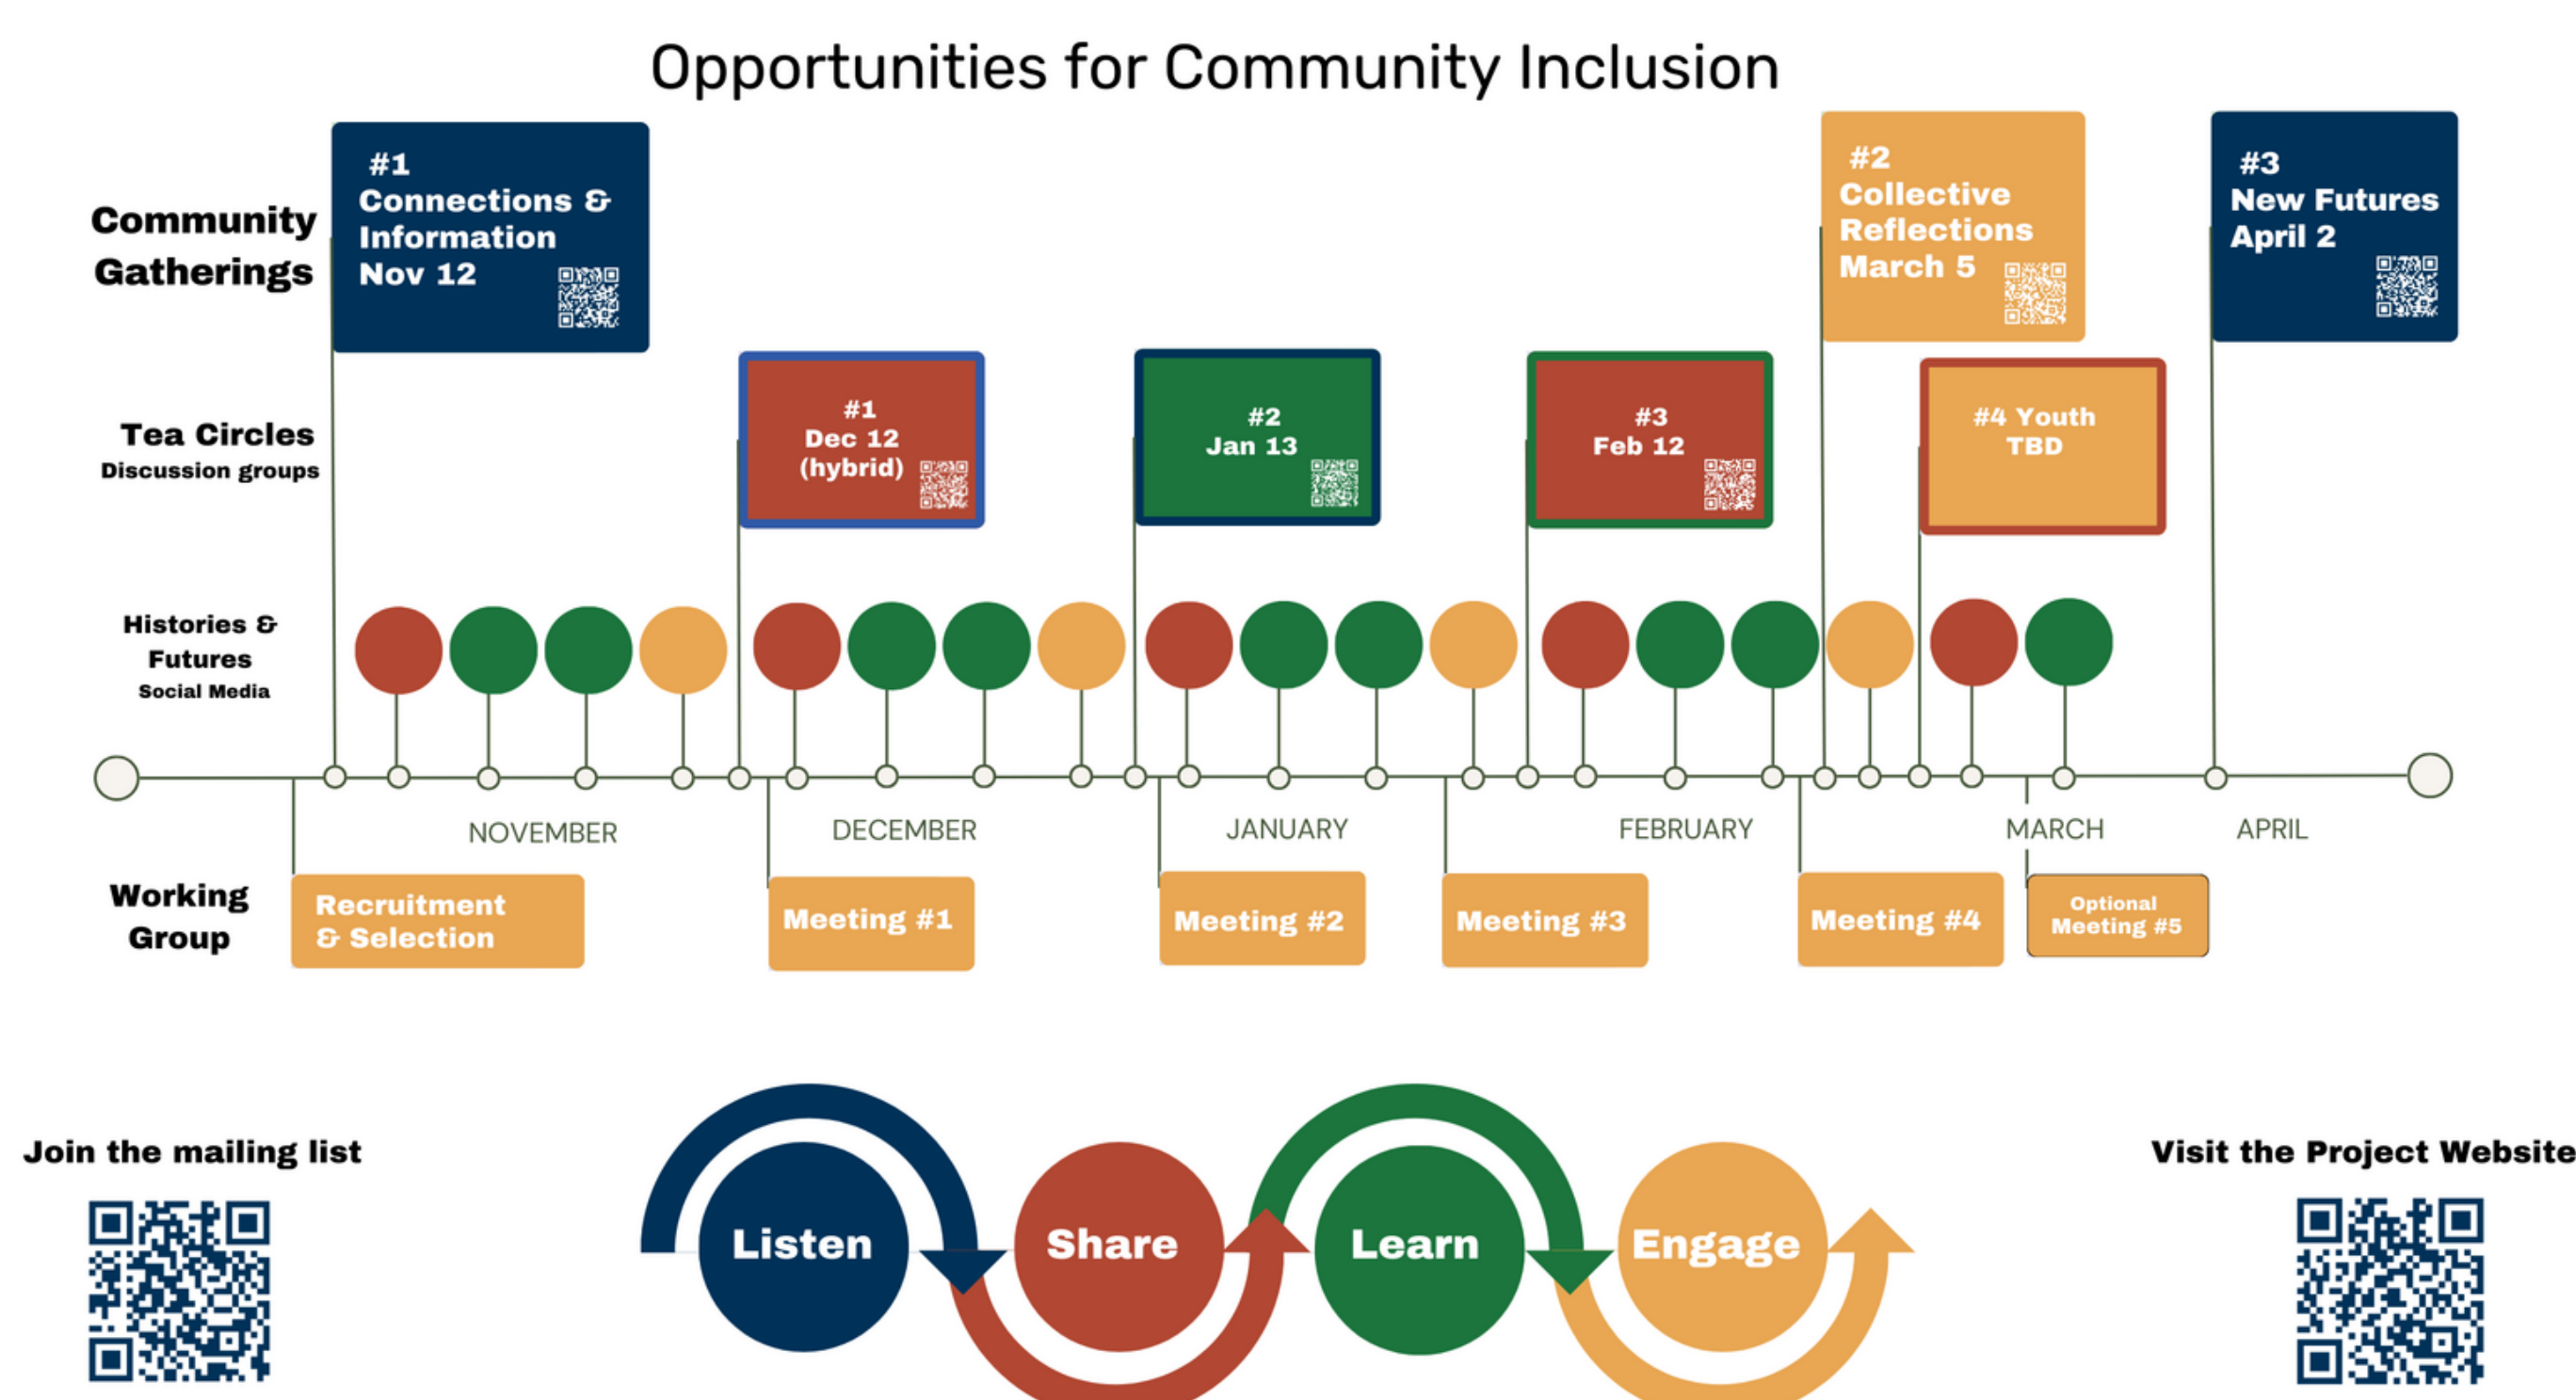 Opportunities for Community Inclusion
Community
Gatherings
#1
Connections &
Information
Nov 12
#2
Collective
Reflections
March 5
#3
New Futures
April 2
Tea Circles
Discussion groups
#1
Dec 12
(hybrid)
#2
Jan 13
#3
Feb 12
#4 Youth
TBD
Histories &
Futures
Social Media
NOVEMBER
DECEMBER
JANUARY
FEBRUARY
MARCH
APRIL
Working
Group
Recruitment
& Selection
Meeting #1
Meeting #2
Meeting #3
Meeting #4
Optional
Meeting #5
Join the mailing list
Listen
Share
Learn
Engage
Visit the Project Website